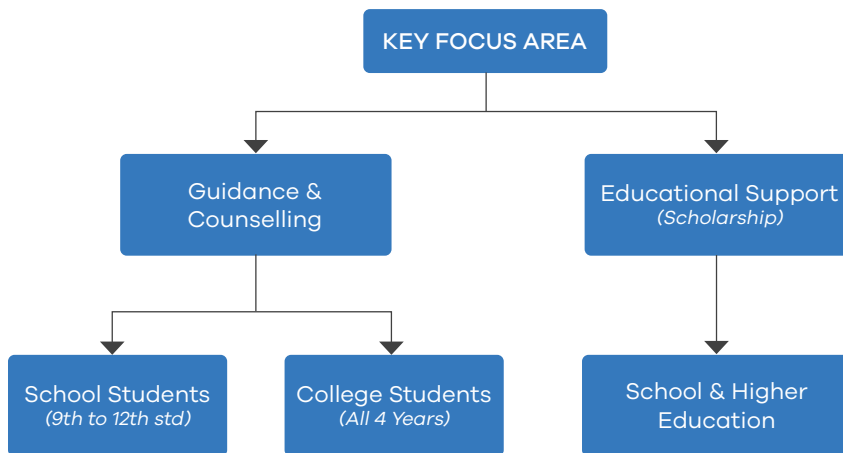 KEY FOCUS AREA
Guidance &
Counselling
Educational Support
(Scholarship)
School Students
(9th to 12th std)
College Students
(All 4 Years)
School & Higher
Education